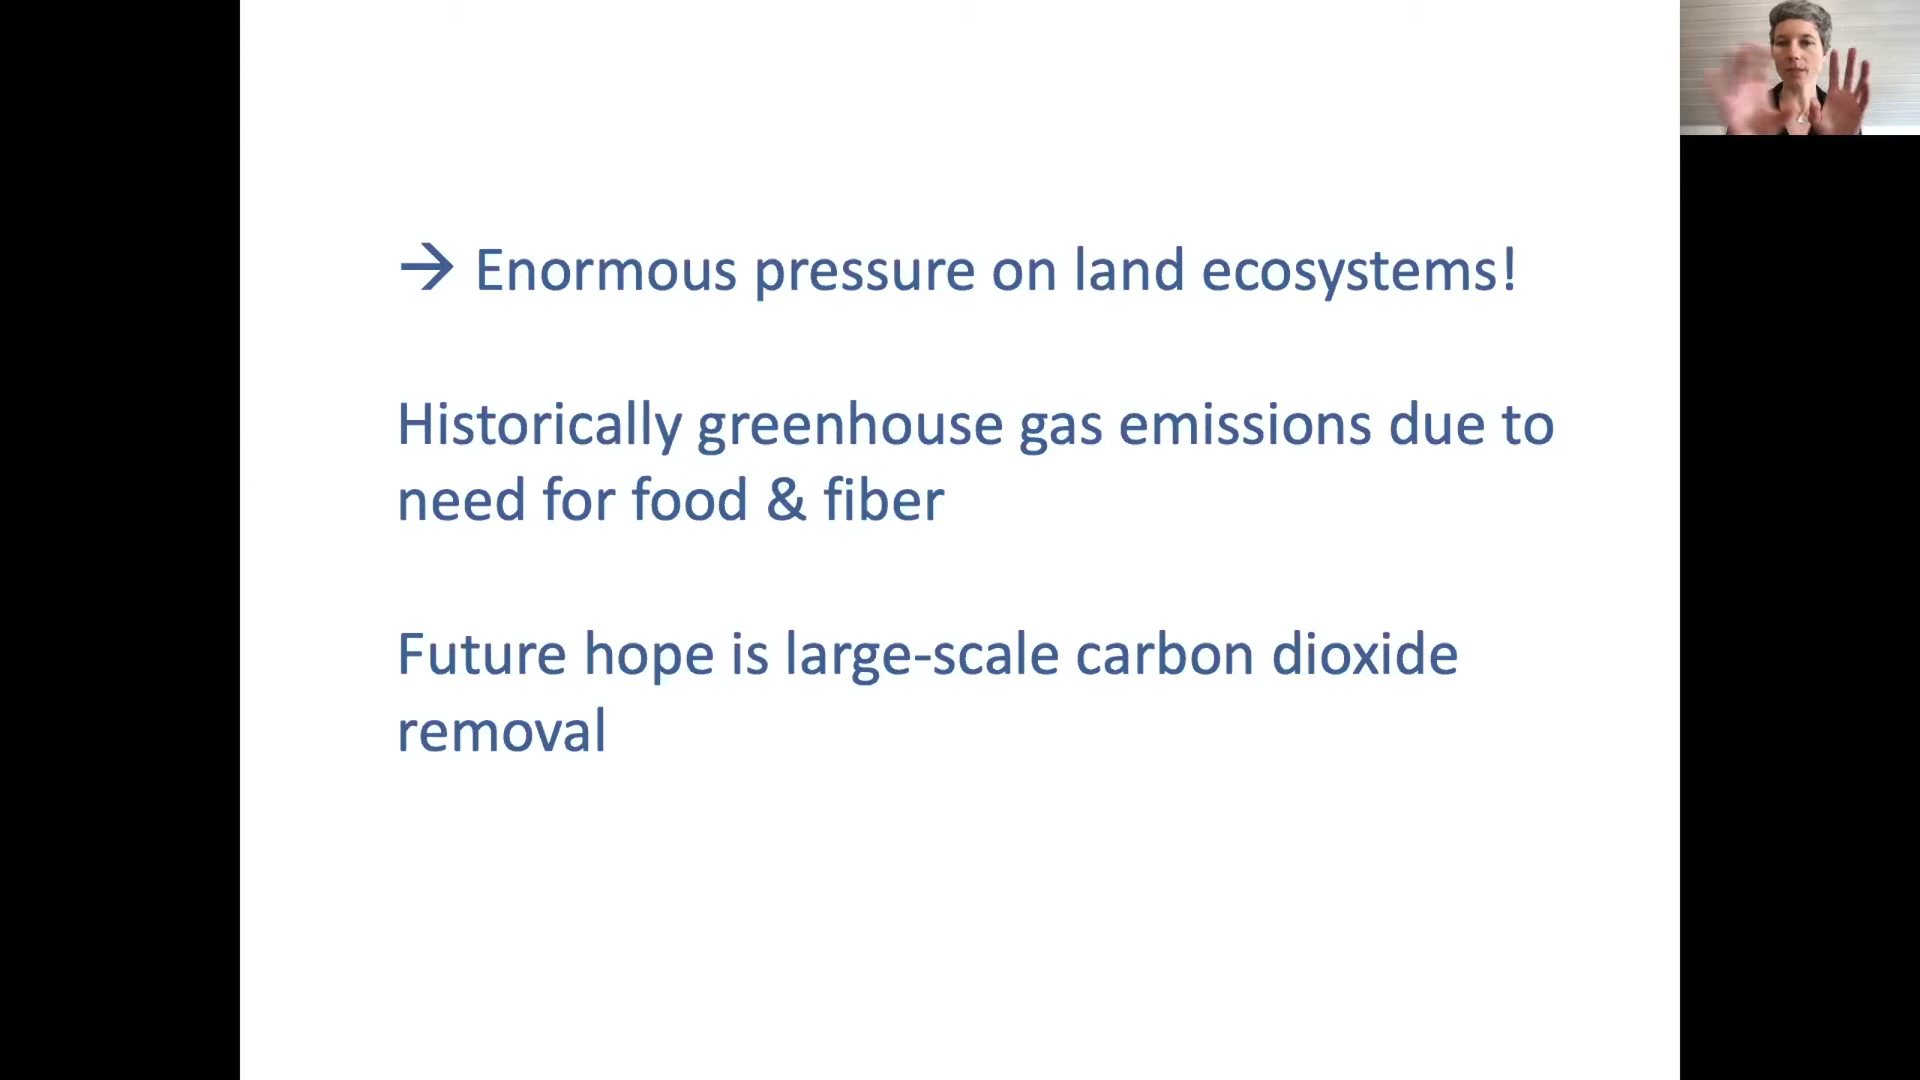 → Enormous pressure on land ecosystems!
Historically greenhouse gas emissions due to
need for food & fiber
Future hope is large-scale carbon dioxide
removal